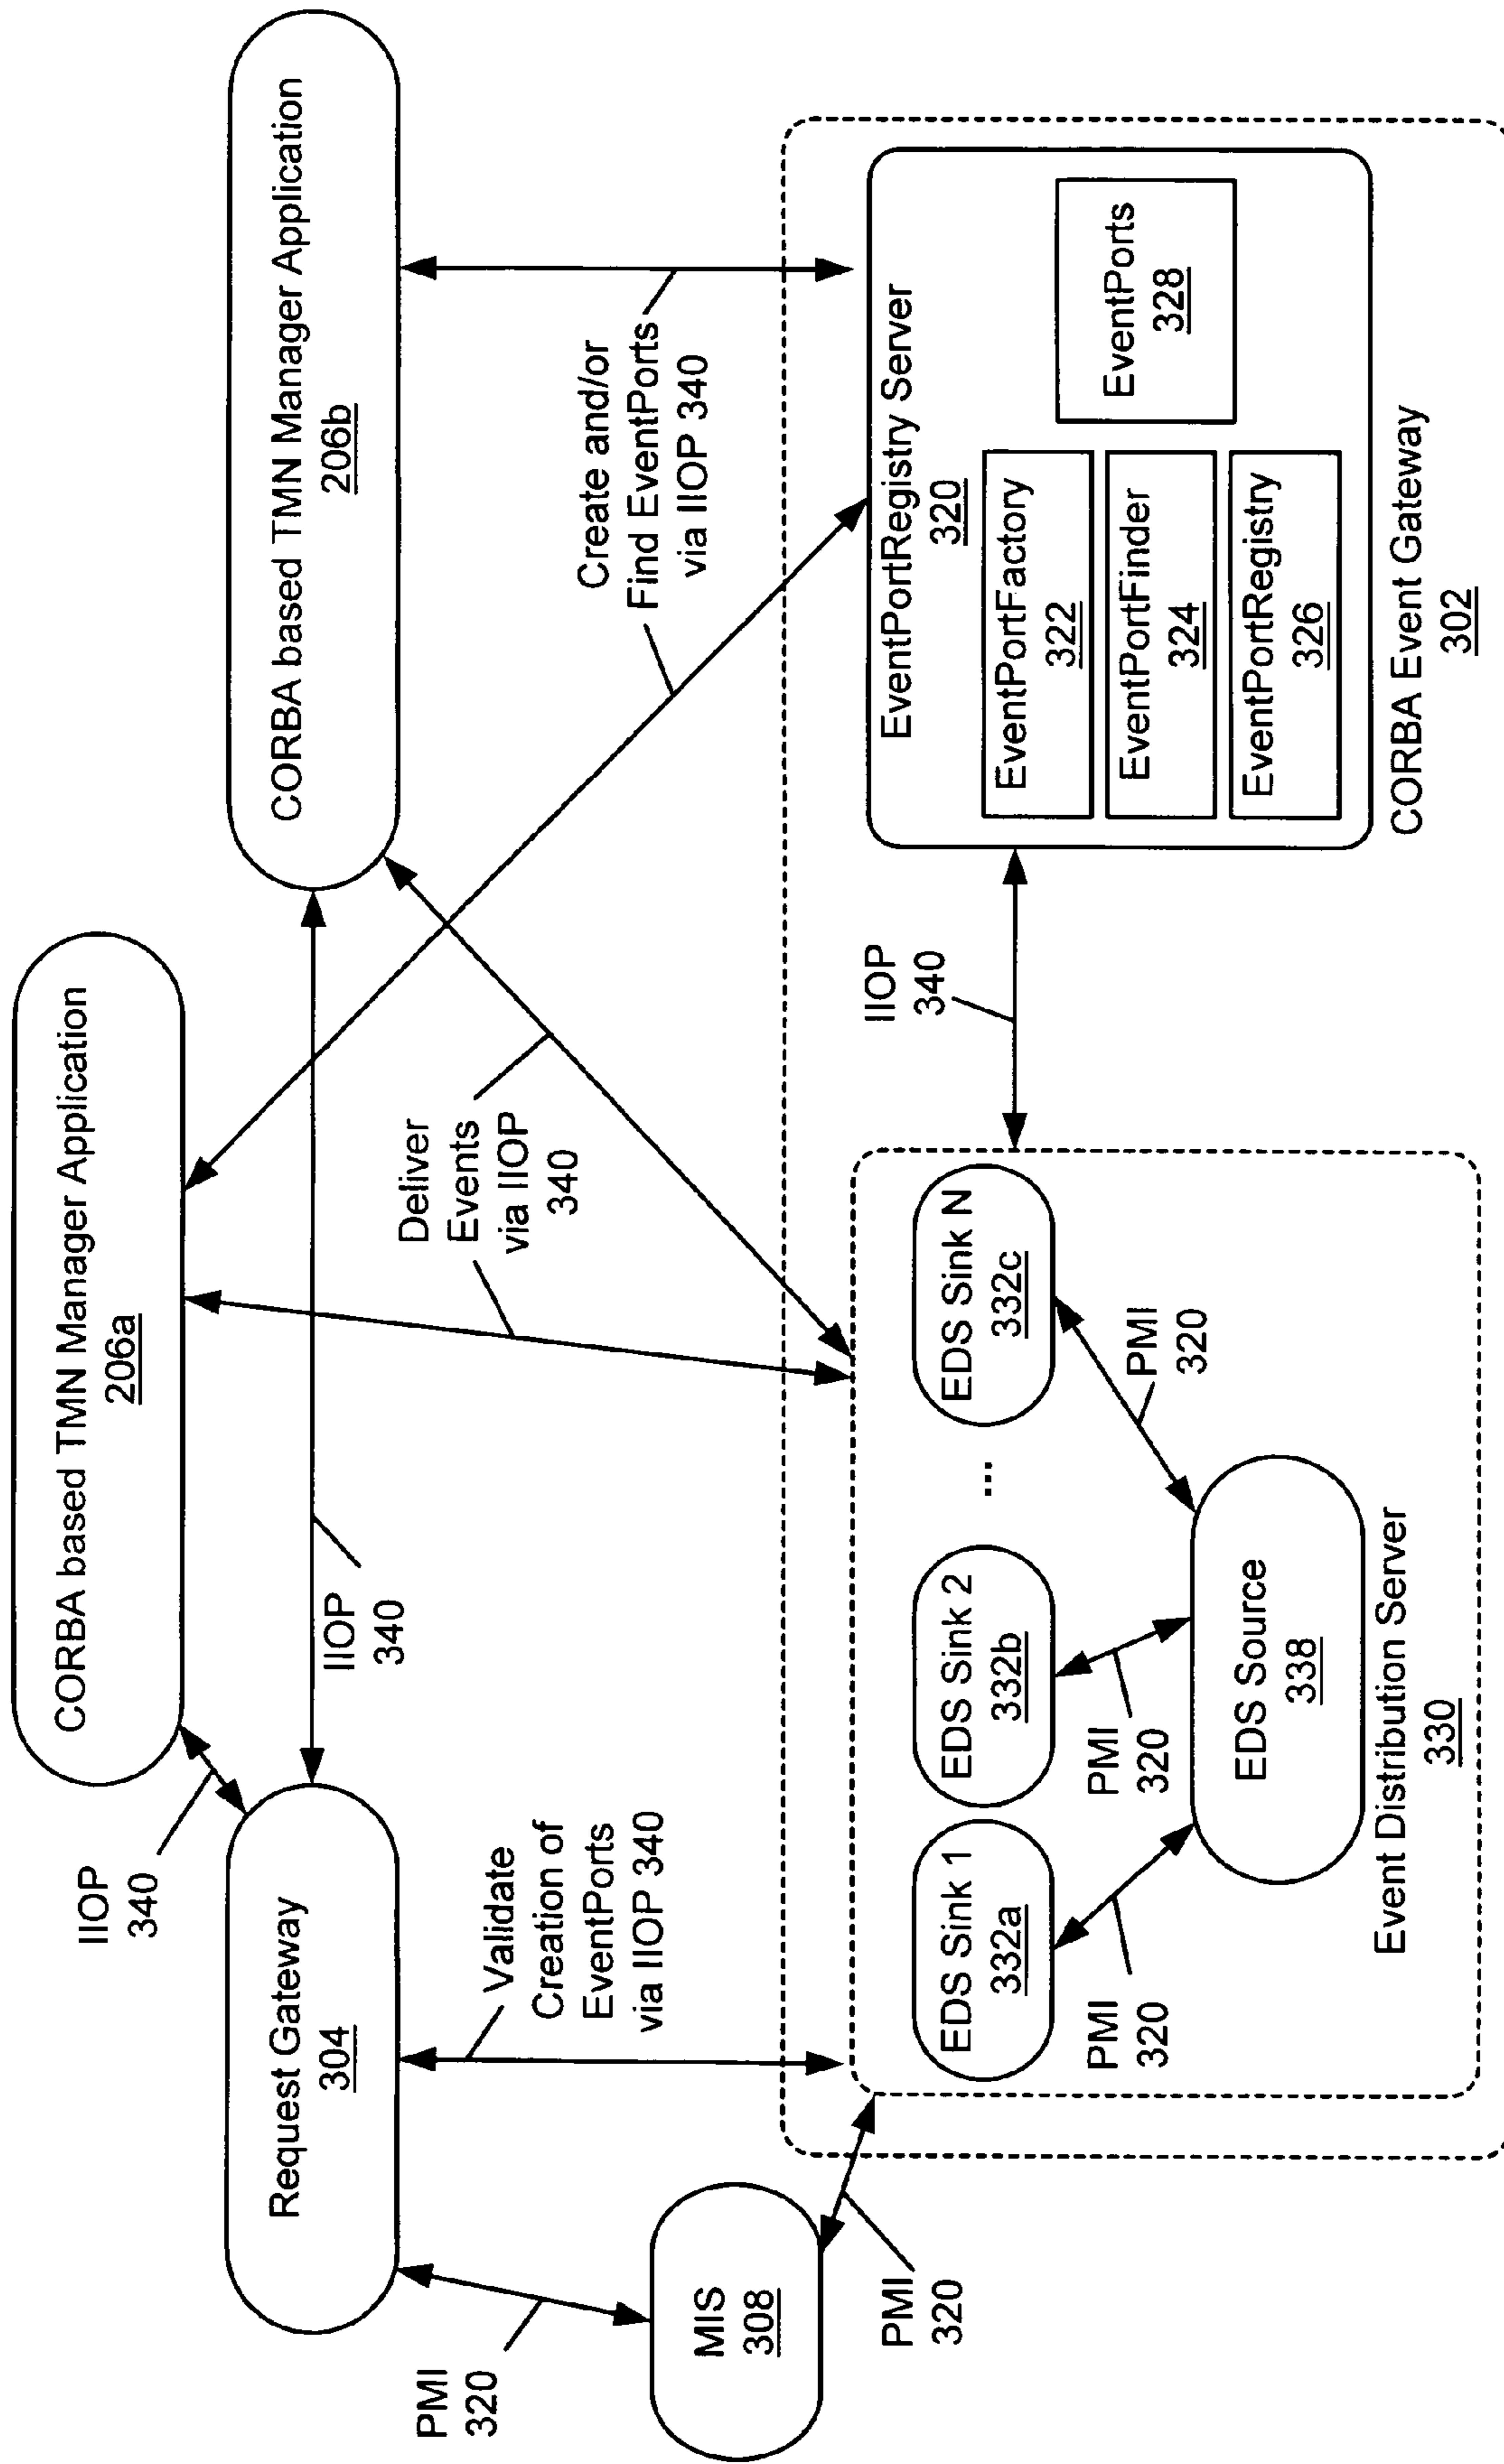 CORBA based TMN Manager Application
206a
CORBA based TMN Manager Application
206b
Request Gateway
304
IIOP
340
IIOP
340
Validate
Creation of
EventPorts
via IIOP 340
Deliver
Events
via IIOP
340
Create and/or
Find EventPorts
via IIOP 340
PMI
320
MIS
308
PMI
320
EDS Sink 1
332a
EDS Sink 2
332b
...
EDS Sink N
332c
PMI
320
PMI
320
PMI
320
EDS Source
338
Event Distribution Server
330
IIOP
340
EventPortRegistry Server
320
EventPortFactory
322
EventPortFinder
324
EventPortRegistry
326
EventPorts
328
CORBA Event Gateway
302